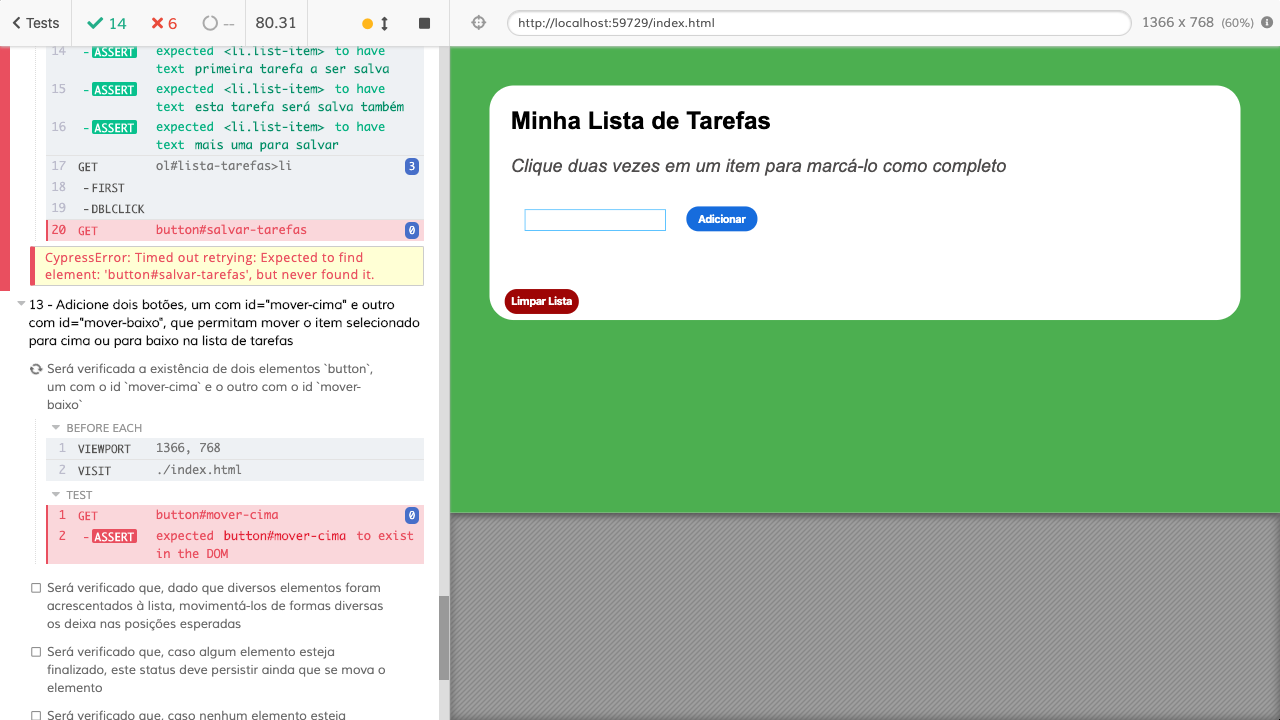 Tests 14 6 -- 80.31
http://localhost:59729/index.html 1366 x 768 (60%)
14 -ASSERT expected <li.list-item> to have
text primeira tarefa a ser salva
15 -ASSERT expected <li.list-item> to have
text esta tarefa será salva também
16 -ASSERT expected <li.list-item> to have
text mais uma para salvar
17 GET ol#lista-tarefas>li 3
18 -FIRST
19 -DBLCLICK
20 GET button#salvar-tarefas 0
CypressError: Timed out retrying: Expected to find
element: 'button#salvar-tarefas', but never found it.
13 - Adicione dois botões, um com id="mover-cima" e outro
com id="mover-baixo", que permitam mover o item selecionado
para cima ou para baixo na lista de tarefas
Será verificada a existência de dois elementos `button`,
um com o id `mover-cima` e o outro com o id `mover-
baixo`
BEFORE EACH
1 VIEWPORT 1366, 768
2 VISIT ./index.html
TEST
1 GET button#mover-cima 0
2 -ASSERT expected button#mover-cima to exist
in the DOM
Será verificado que, dado que diversos elementos foram
acrescentados à lista, movimentá-los de formas diversas
os deixa nas posições esperadas
Será verificado que, caso algum elemento esteja
finalizado, este status deve persistir ainda que se mova o
elemento
Será verificado que, caso nenhum elemento esteja
Minha Lista de Tarefas
Clique duas vezes em um item para marcá-lo como completo
Adicionar
Limpar Lista